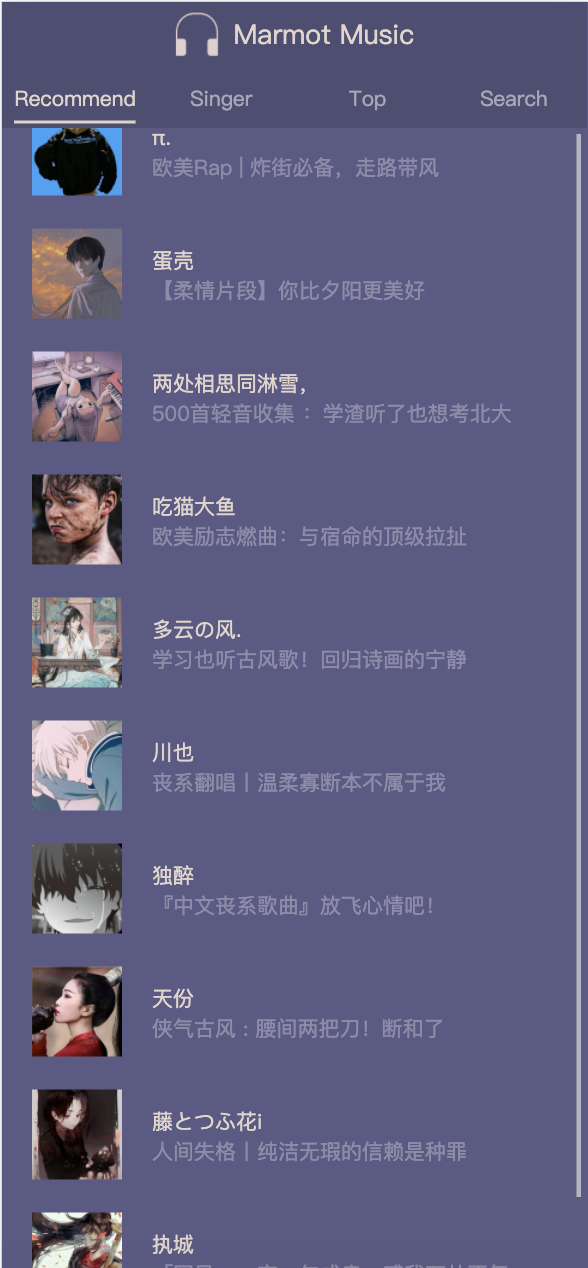 Marmot Music
Recommend
Singer
Top
Search
π.
欧美Rap | 炸街必备，走路带风
蛋壳
【柔情片段】你比夕阳更美好
两处相思同淋雪，
500首轻音收集 ： 学渣听了也想考北大
吃猫大鱼
欧美励志燃曲：与宿命的顶级拉扯
多云の风.
学习也听古风歌！回归诗画的宁静
川也
丧系翻唱丨温柔寡断本不属于我
独醉
『中文丧系歌曲』放飞心情吧！
天份
侠气古风 : 腰间两把刀！断和了
藤とつふ花i
人间失格丨纯洁无瑕的信赖是种罪
执城